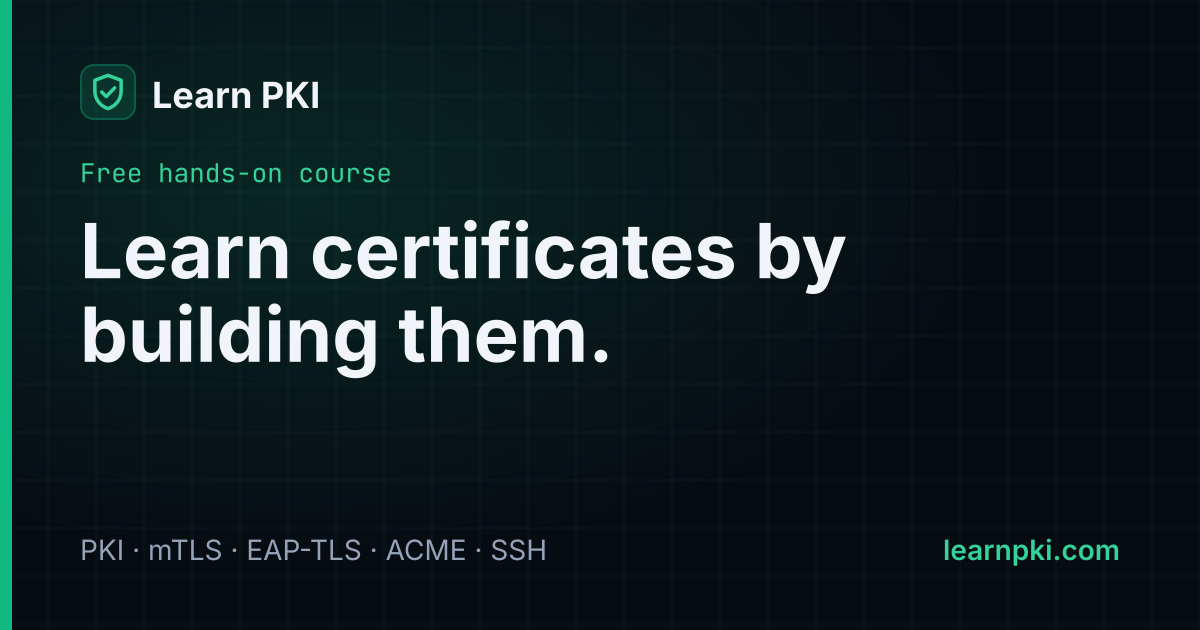 Learn PKI
Free hands-on course
Learn certificates by
building them.
PKI · mTLS · EAP-TLS · ACME · SSH
learnpki.com